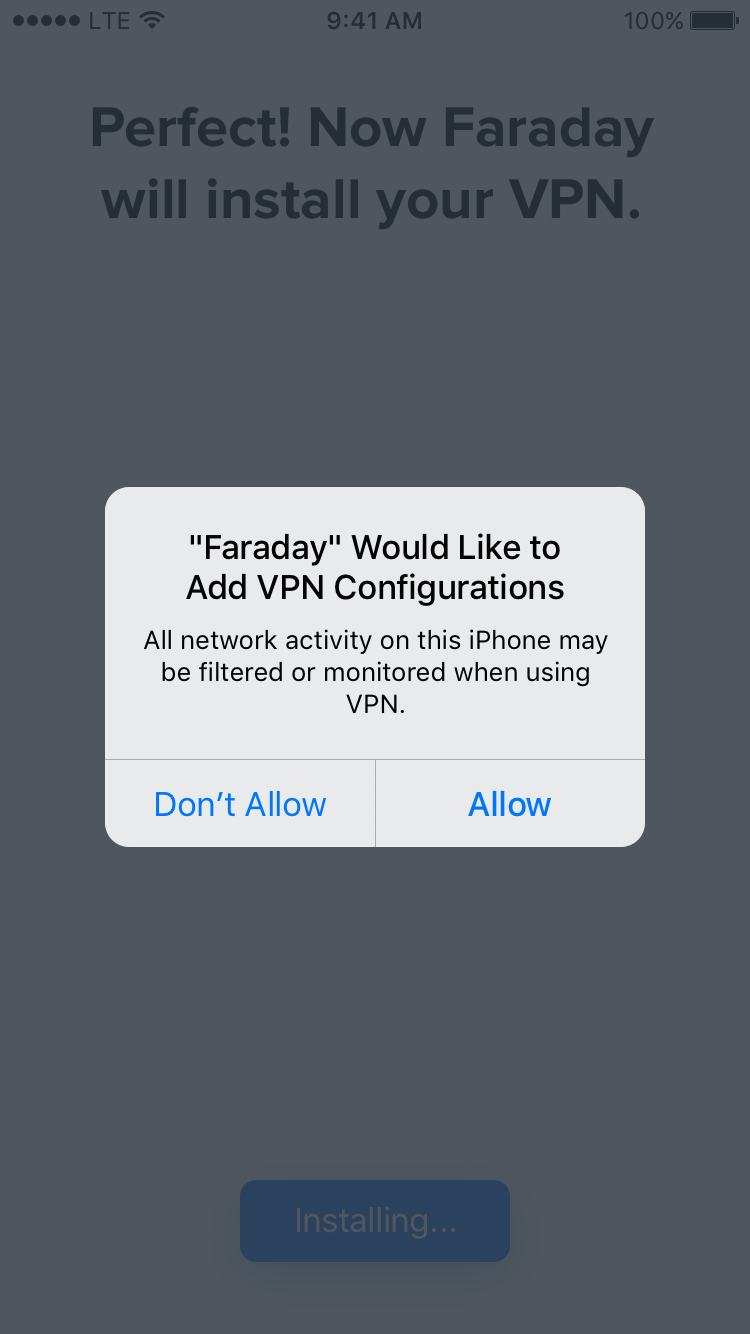 LTE 9:41 AM 100%
Perfect! Now Faraday
will install your VPN.
"Faraday" Would Like to
Add VPN Configurations
All network activity on this iPhone may
be filtered or monitored when using
VPN.
Don’t Allow Allow
Installing...